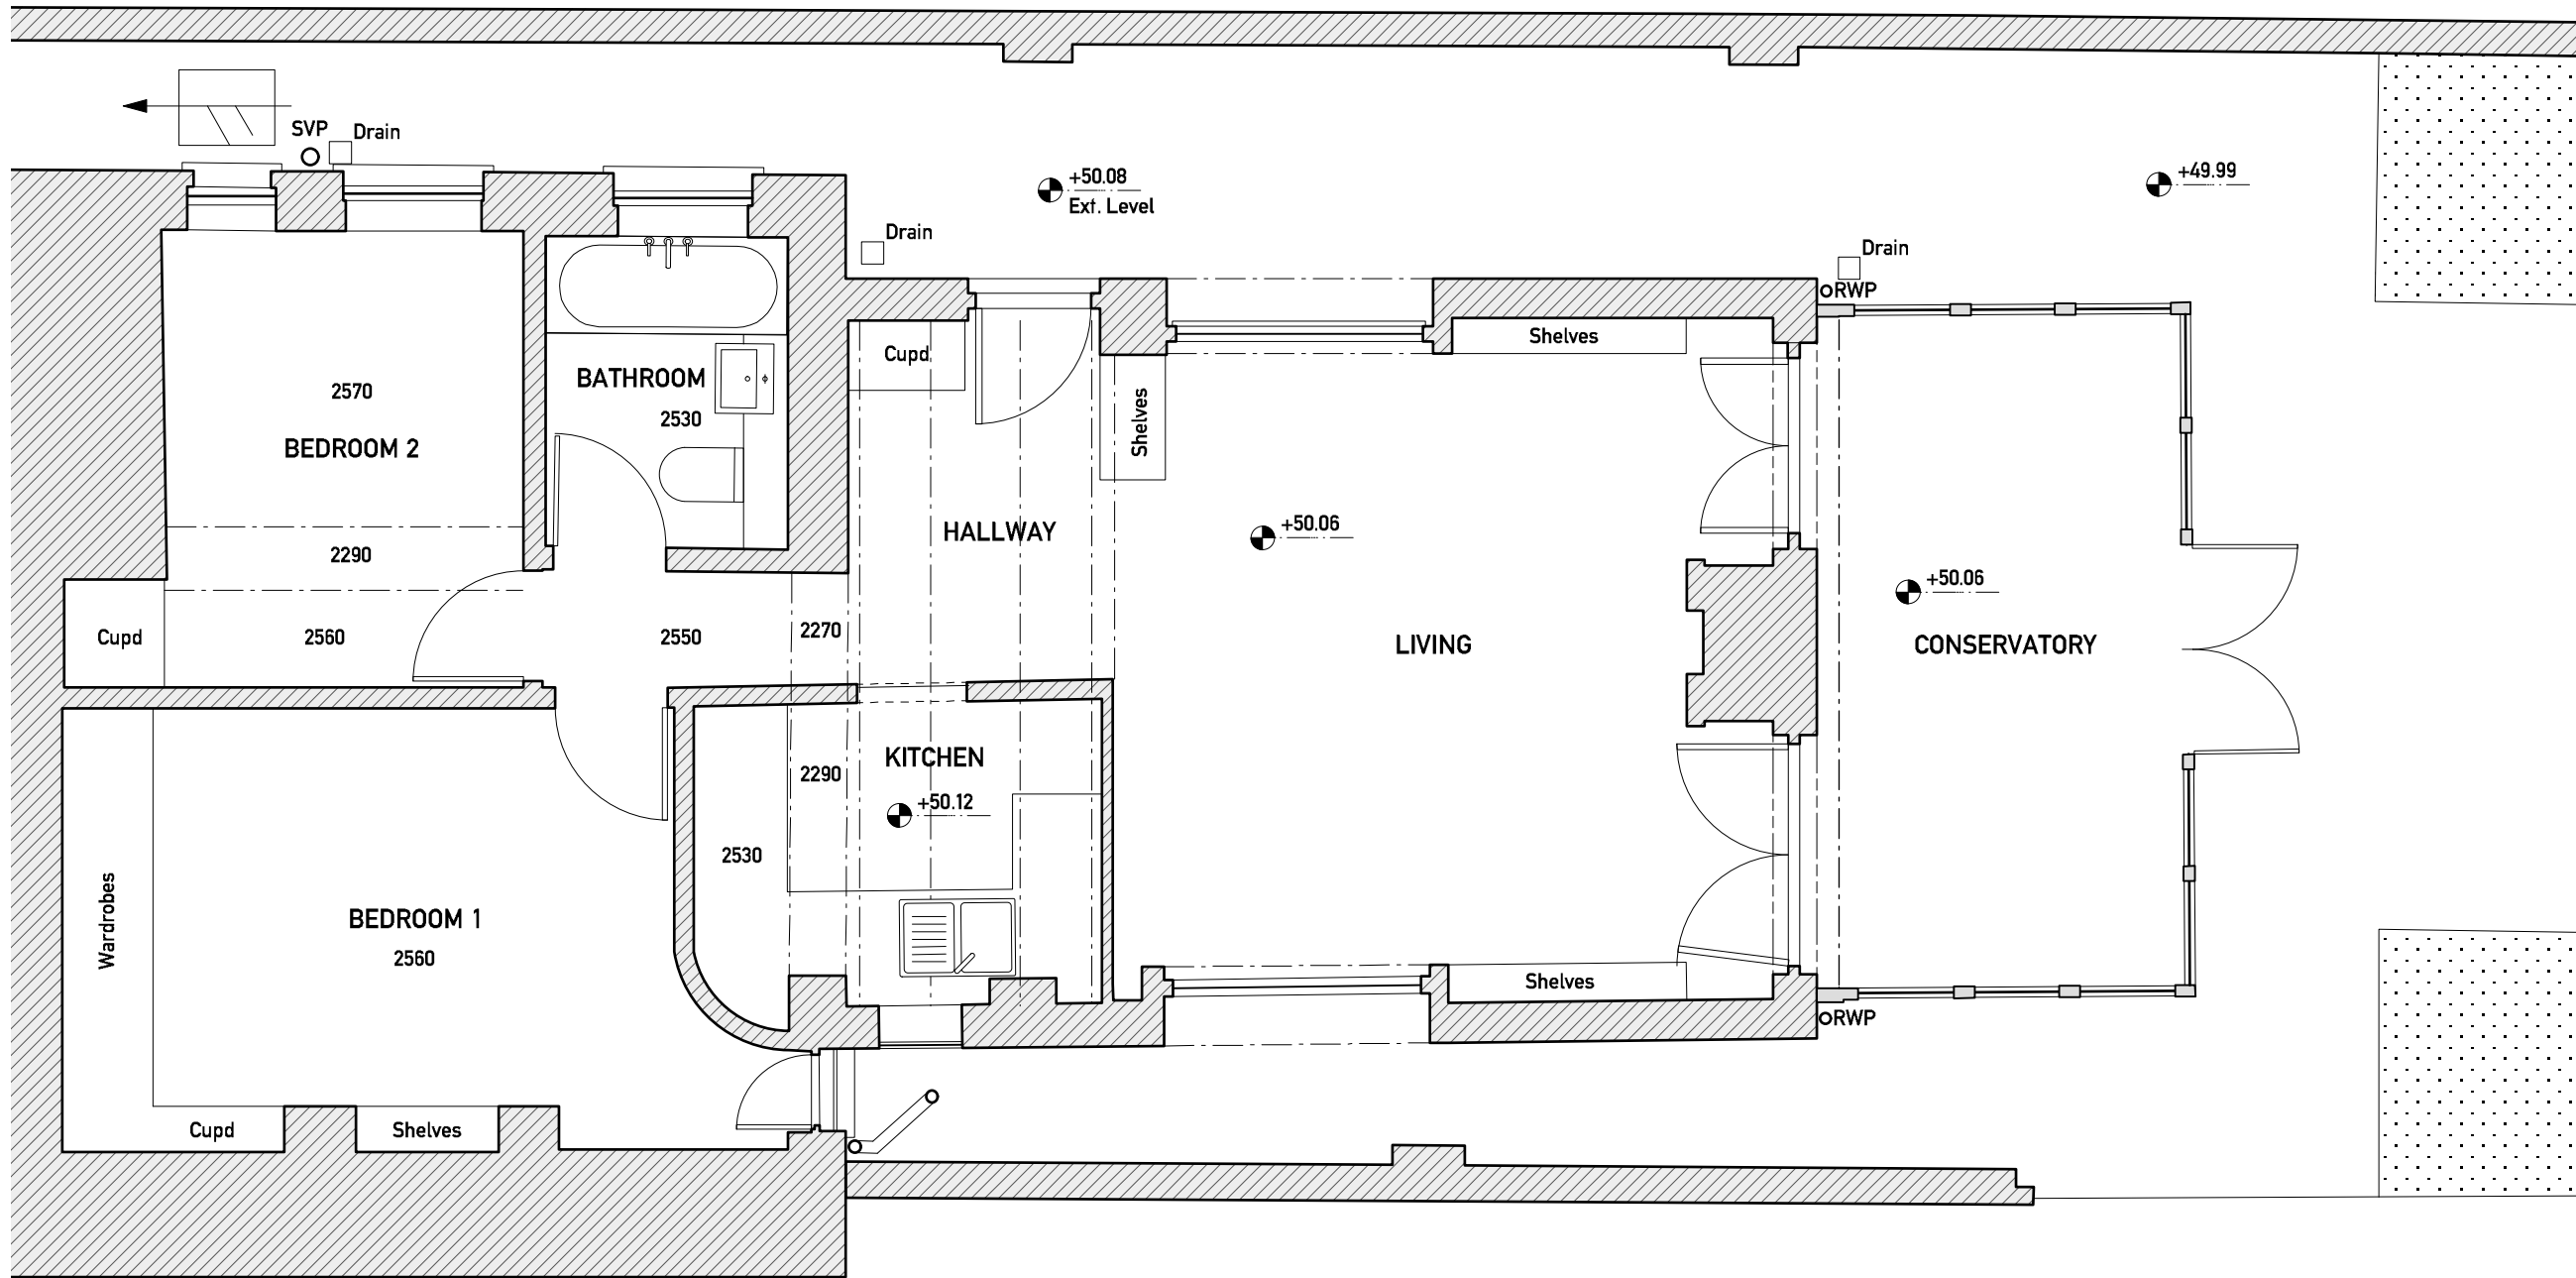 SVP
Drain
+50.08
Ext. Level
+49.99
Drain
Drain
RWP
Shelves
Cupd
2570
BATHROOM
2530
BEDROOM 2
Shelves
HALLWAY
+50.06
2290
+50.06
Cupd
2560
2550
2270
LIVING
CONSERVATORY
KITCHEN
2290
+50.12
2530
Wardrobes
BEDROOM 1
2560
Shelves
RWP
Cupd
Shelves